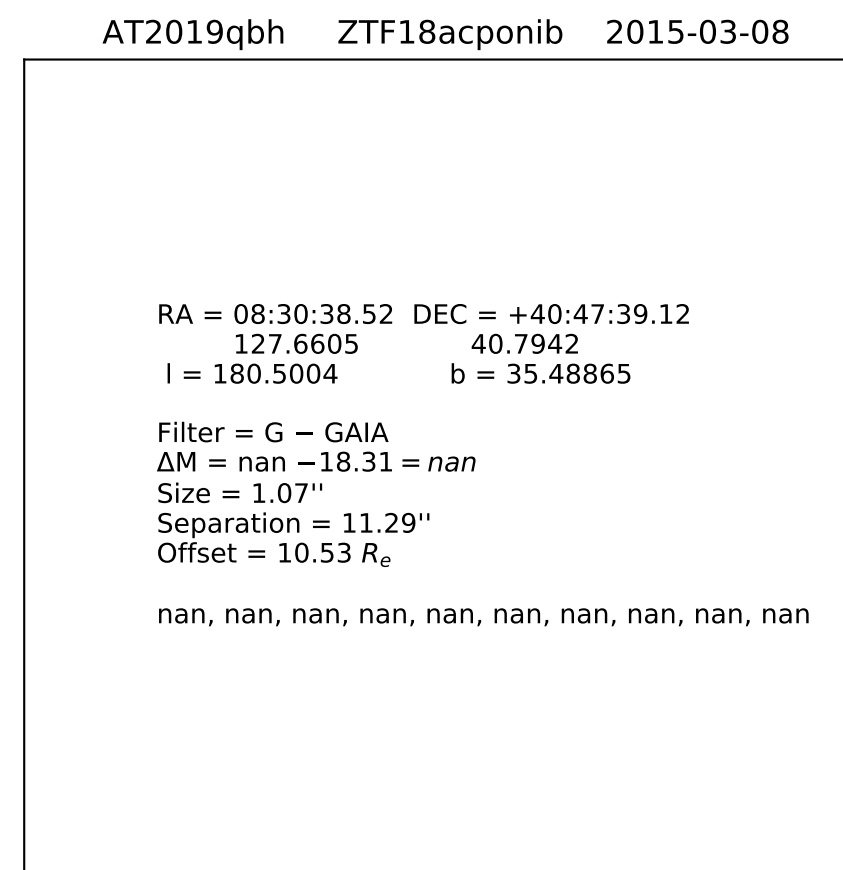 AT2019qbh ZTF18acponib 2015-03-08
RA = 08:30:38.52 DEC = +40:47:39.12
127.6605 40.7942
l = 180.5004 b = 35.48865
Filter = G − GAIA
ΔM = nan −18.31 = nan
Size = 1.07''
Separation = 11.29''
Offset = 10.53 Rₑ
nan, nan, nan, nan, nan, nan, nan, nan, nan, nan